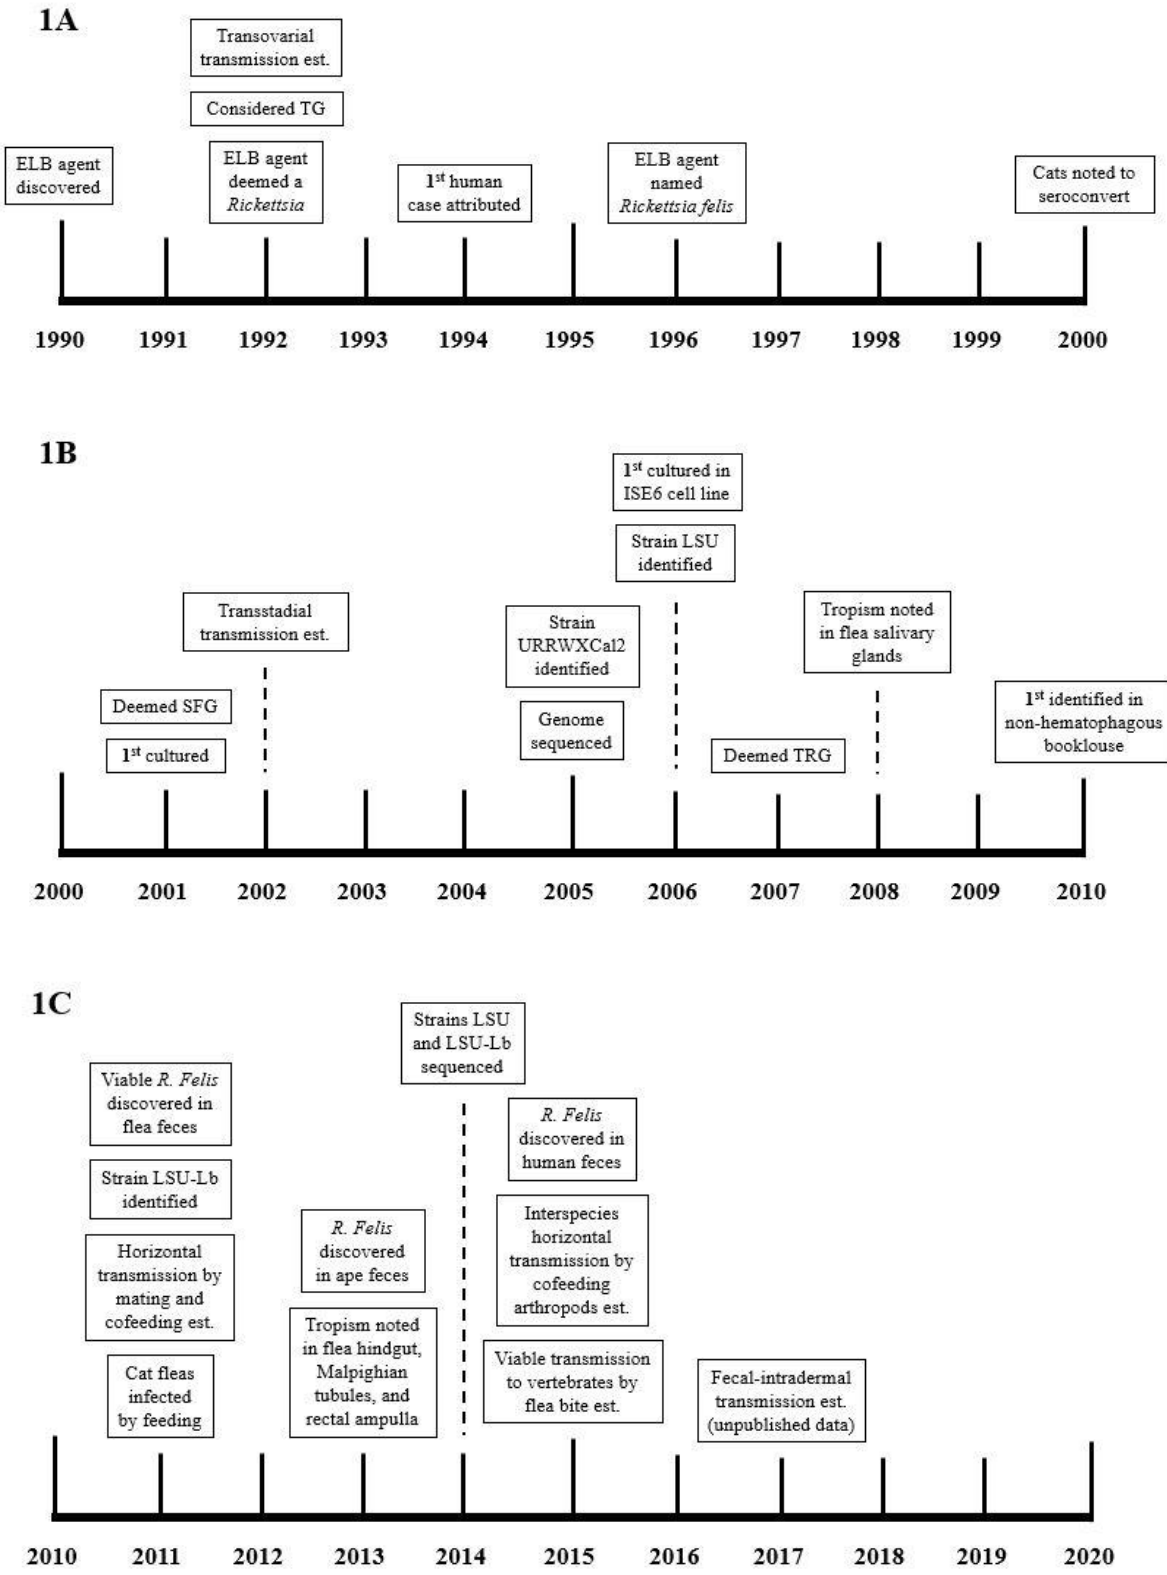 1A
Transovarial
transmission est.
Considered TG
ELB agent
discovered
ELB agent
deemed a
Rickettsia
1st human
case attributed
ELB agent
named
Rickettsia felis
Cats noted to
seroconvert
1990 1991 1992 1993 1994 1995 1996 1997 1998 1999 2000
1B
1st cultured in
ISE6 cell line
Strain LSU
identified
Transstadial
transmission est.
Deemed SFG
1st cultured
Strain
URRWXCal2
identified
Genome
sequenced
Deemed TRG
Tropism noted
in flea salivary
glands
1st identified in
non-hematophagous
booklouse
2000 2001 2002 2003 2004 2005 2006 2007 2008 2009 2010
1C
Strains LSU
and LSU-Lb
sequenced
Viable R. Felis
discovered in
flea feces
Strain LSU-Lb
identified
Horizontal
transmission by
mating and
cofeeding est.
Cat fleas
infected
by feeding
R. Felis
discovered
in ape feces
Tropism noted
in flea hindgut,
Malpighian
tubules, and
rectal ampulla
R. Felis
discovered in
human feces
Interspecies
horizontal
transmission by
cofeeding
arthropods est.
Viable transmission
to vertebrates by
flea bite est.
Fecal-intradermal
transmission est.
(unpublished data)
2010 2011 2012 2013 2014 2015 2016 2017 2018 2019 2020